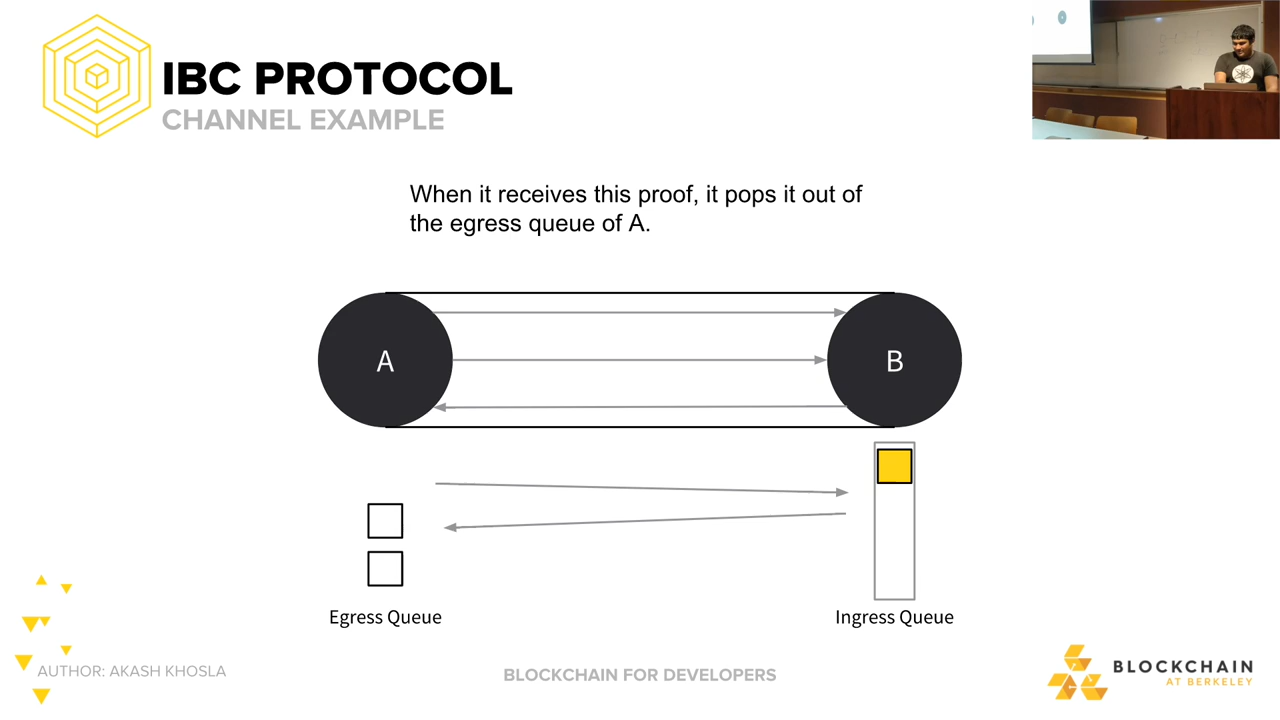 IBC PROTOCOL
CHANNEL EXAMPLE
When it receives this proof, it pops it out of
the egress queue of A.
A
B
Egress Queue
Ingress Queue
AUTHOR: AKASH KHOSLA
BLOCKCHAIN FOR DEVELOPERS
BLOCKCHAIN
AT BERKELEY